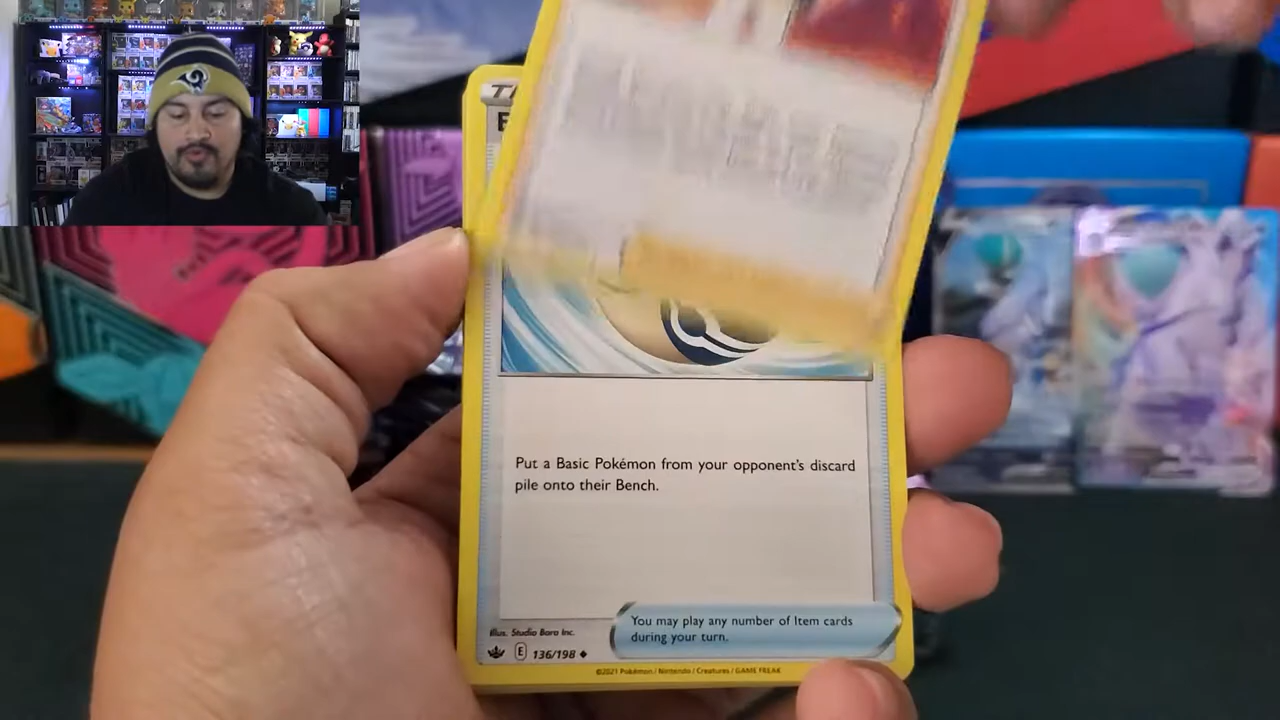 Put a Basic Pokémon from your opponent's discard
pile onto their Bench.
You may play any number of Item cards
during your turn.
Illus. Studio Bora Inc.
E 136/198
©2021 Pokémon / Nintendo / Creatures / GAME FREAK